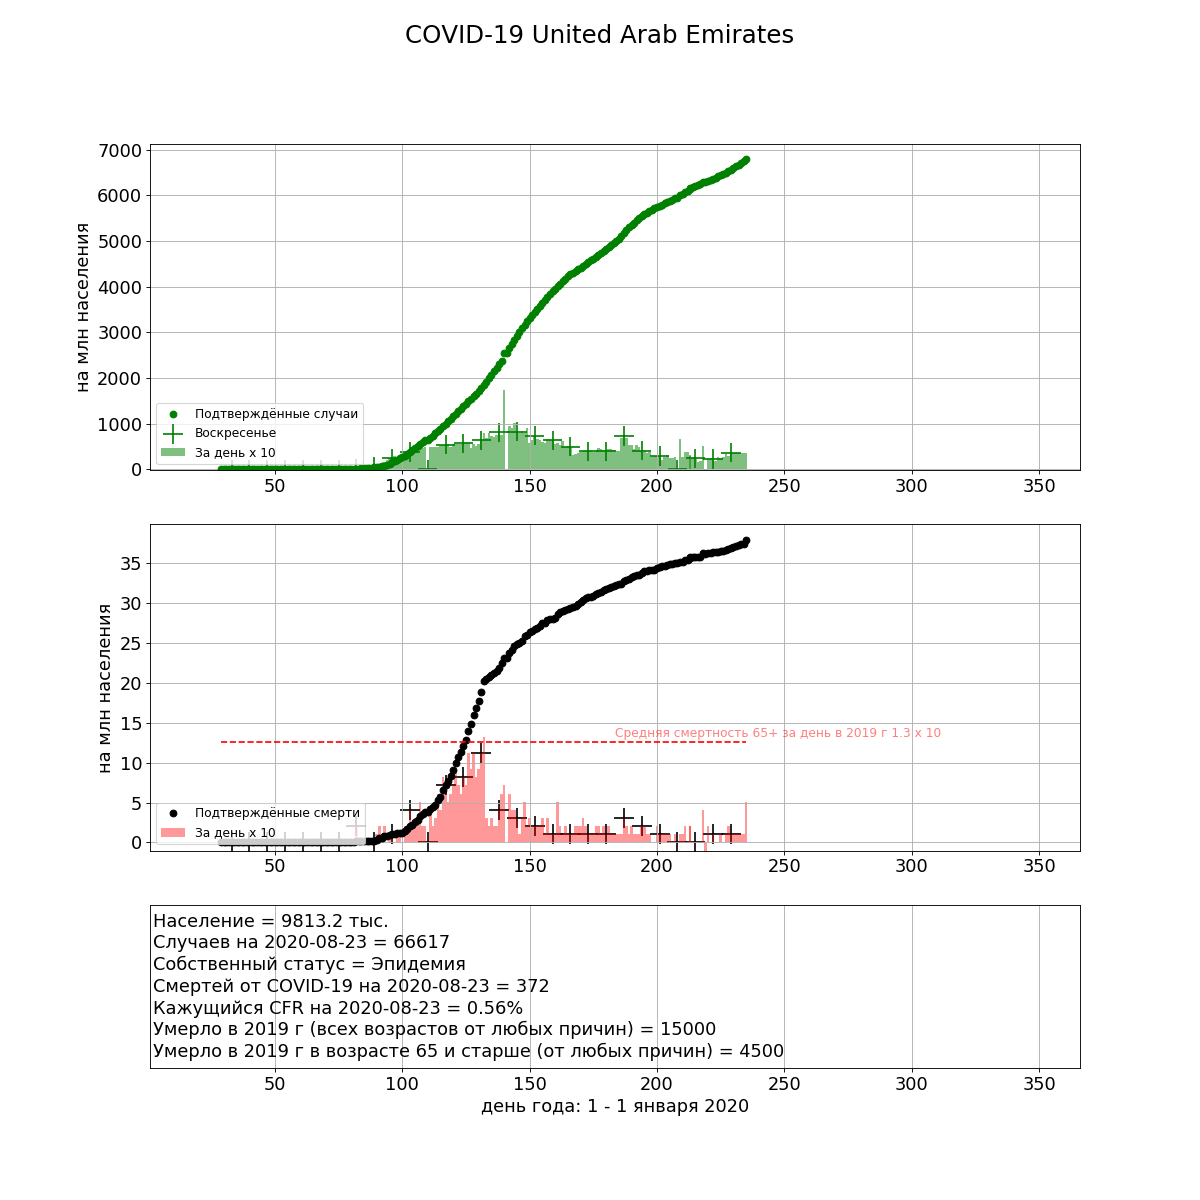 COVID-19 United Arab Emirates
на млн населения
7000
6000
5000
4000
3000
2000
1000
0
Подтверждённые случаи
Воскресенье
За день x 10
50 100 150 200 250 300 350
на млн населения
35
30
25
20
15
10
5
0
Средняя смертность 65+ за день в 2019 г 1.3 x 10
Подтверждённые смерти
За день x 10
50 100 150 200 250 300 350
Население = 9813.2 тыс.
Случаев на 2020-08-23 = 66617
Собственный статус = Эпидемия
Смертей от COVID-19 на 2020-08-23 = 372
Кажущийся CFR на 2020-08-23 = 0.56%
Умерло в 2019 г (всех возрастов от любых причин) = 15000
Умерло в 2019 г в возрасте 65 и старше (от любых причин) = 4500
50 100 150 200 250 300 350
день года: 1 - 1 января 2020